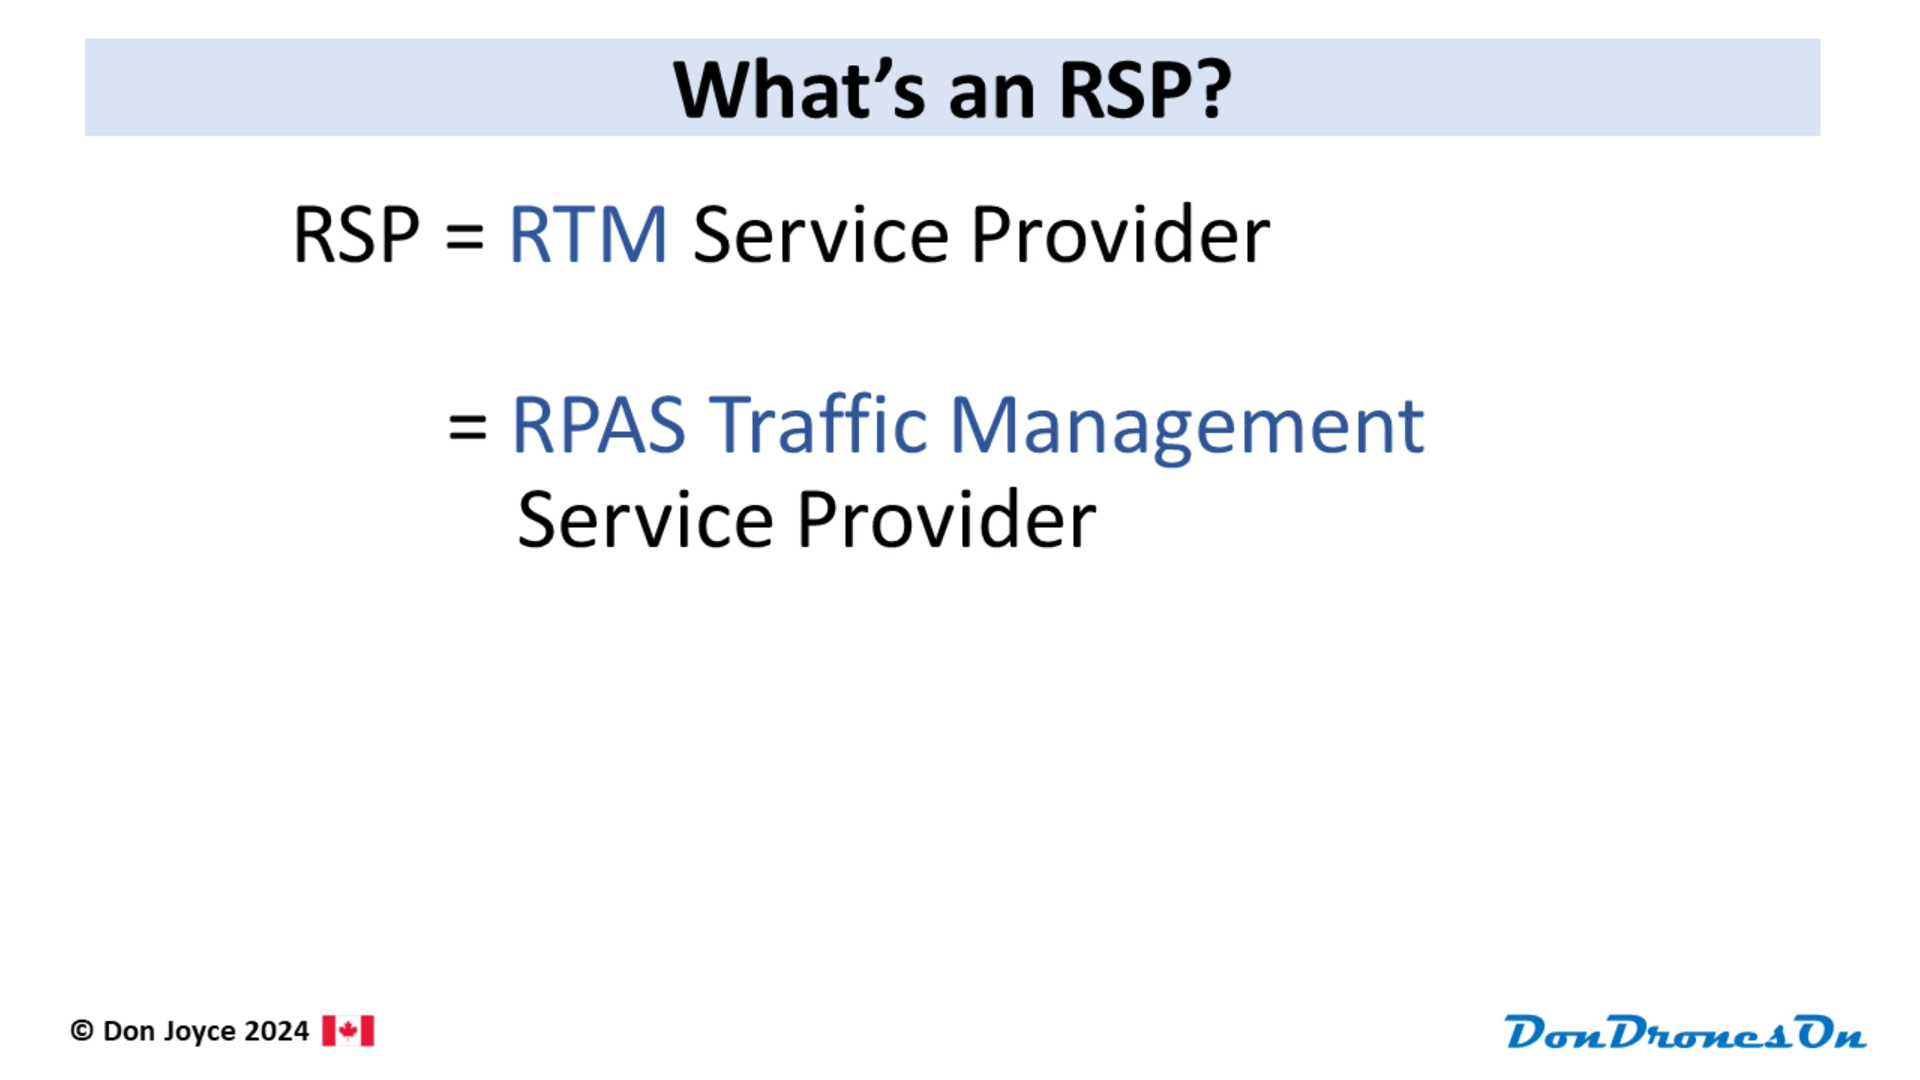 What’s an RSP?
RSP = RTM Service Provider
= RPAS Traffic Management
Service Provider
© Don Joyce 2024
DonDronesOn